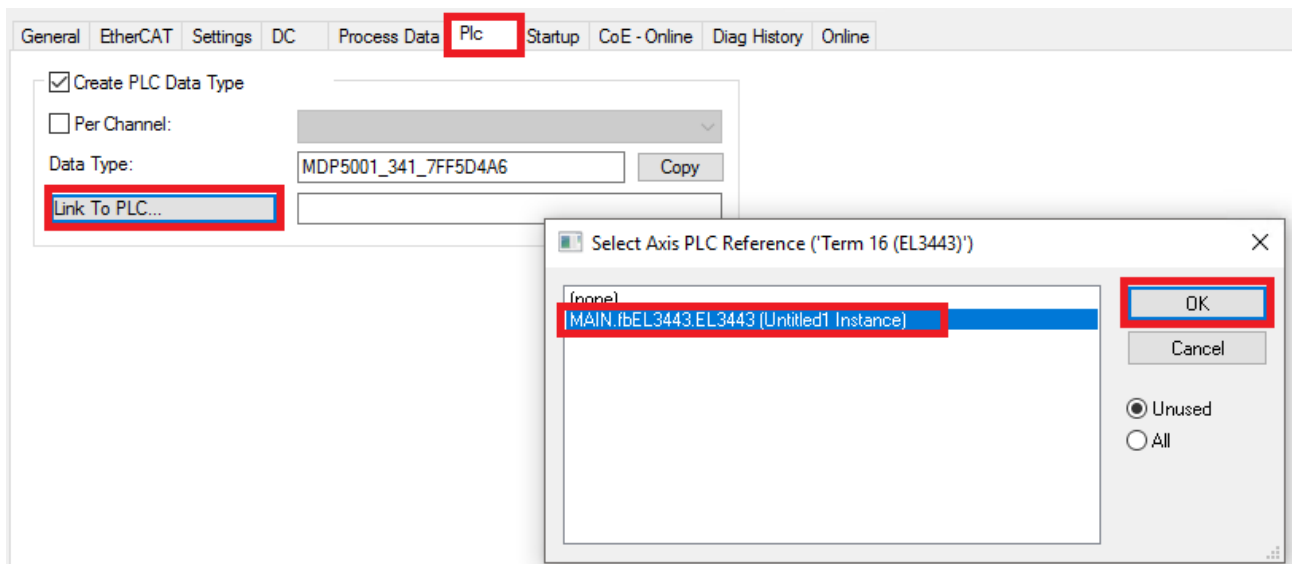 General EtherCAT Settings DC Process Data Plc Startup CoE - Online Diag History Online
Create PLC Data Type
Per Channel:
Data Type: MDP5001_341_7FF5D4A6 Copy
Link To PLC...
Select Axis PLC Reference ('Term 16 (EL3443)')
(none)
MAIN.fbEL3443.EL3443 (Untitled1 Instance)
OK
Cancel
Unused
All